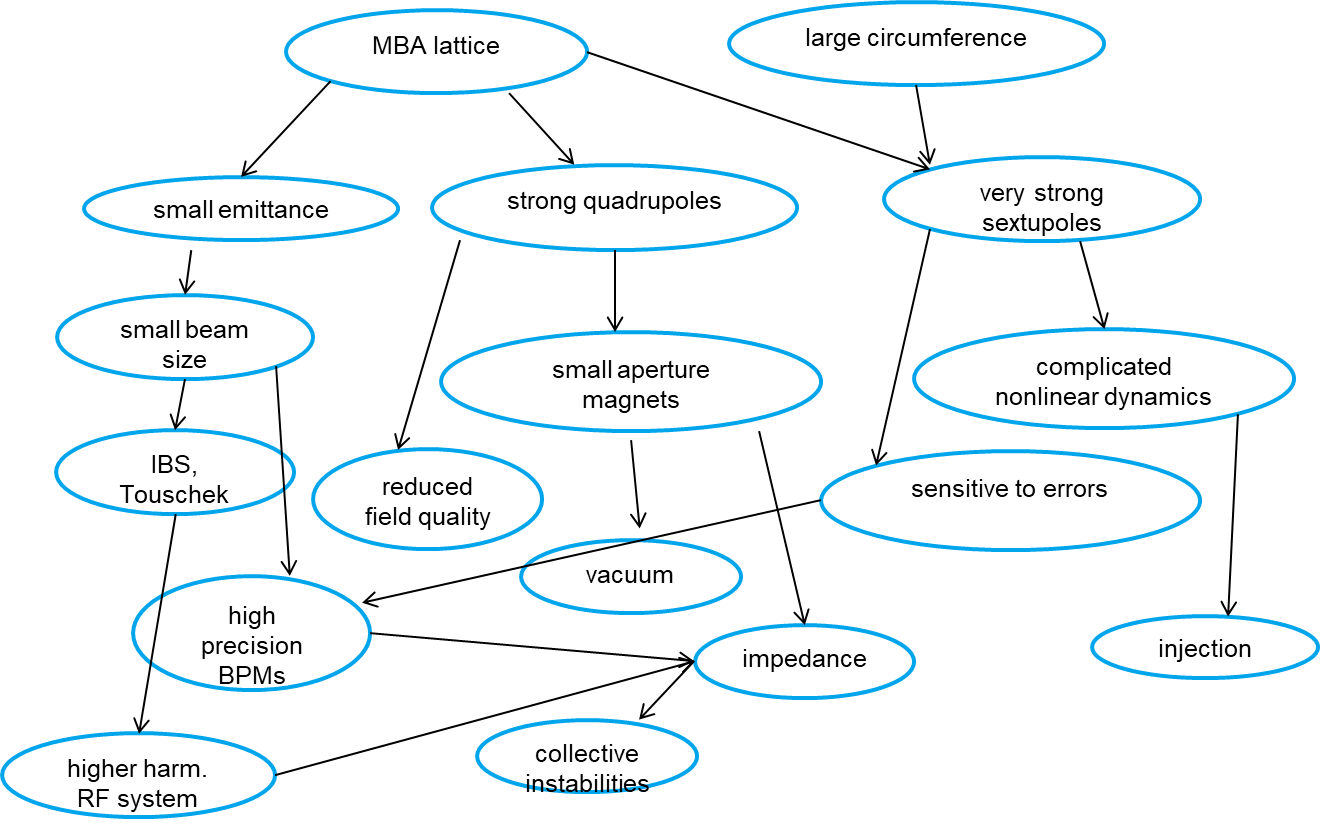 MBA lattice
large circumference
small emittance
strong quadrupoles
very strong
sextupoles
small beam
size
small aperture
magnets
complicated
nonlinear dynamics
IBS,
Touschek
reduced
field quality
sensitive to errors
vacuum
high
precision
BPMs
impedance
injection
higher harm.
RF system
collective
instabilities